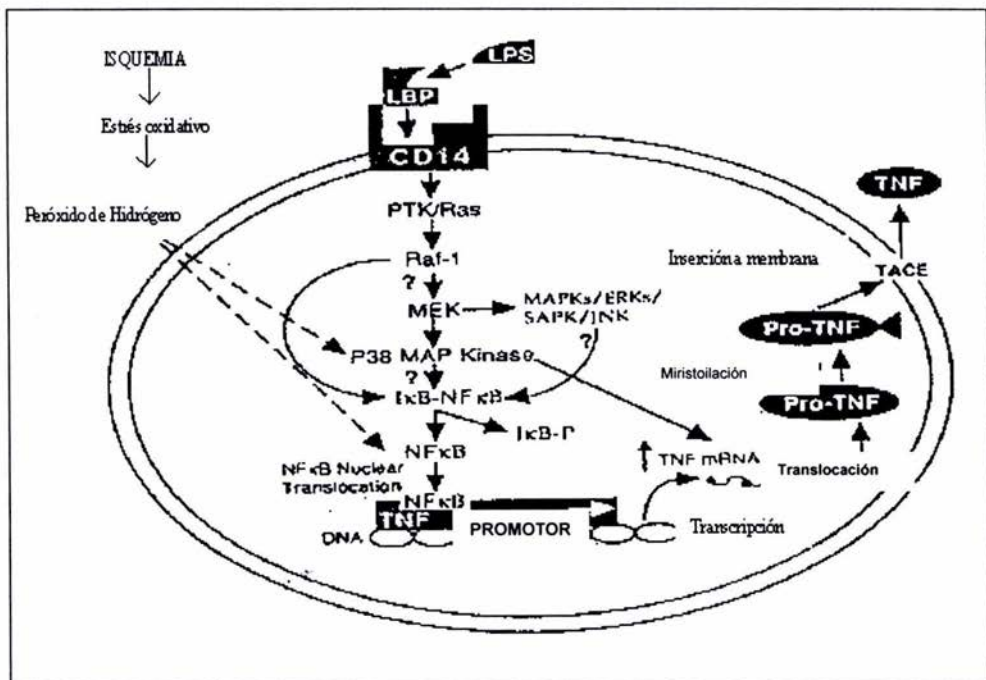 ISQUEMIA
Estrés oxidativo
Peróxido de Hidrógeno
LPS
LBP
CD14
PTK/Ras
Raf-1
?
MEK
MAPKs/ERKs/
SAPK/JNK
?
P38 MAP Kinase
?
IκB-NFκB
IκB-P
NFκB
NFκB Nuclear
Translocation
NFκB
TNF
DNA
PROMOTOR
Transcripción
TNF mRNA
Translocación
Pro-TNF
Miristoilación
Pro-TNF
Inserción a membrana
TACE
TNF